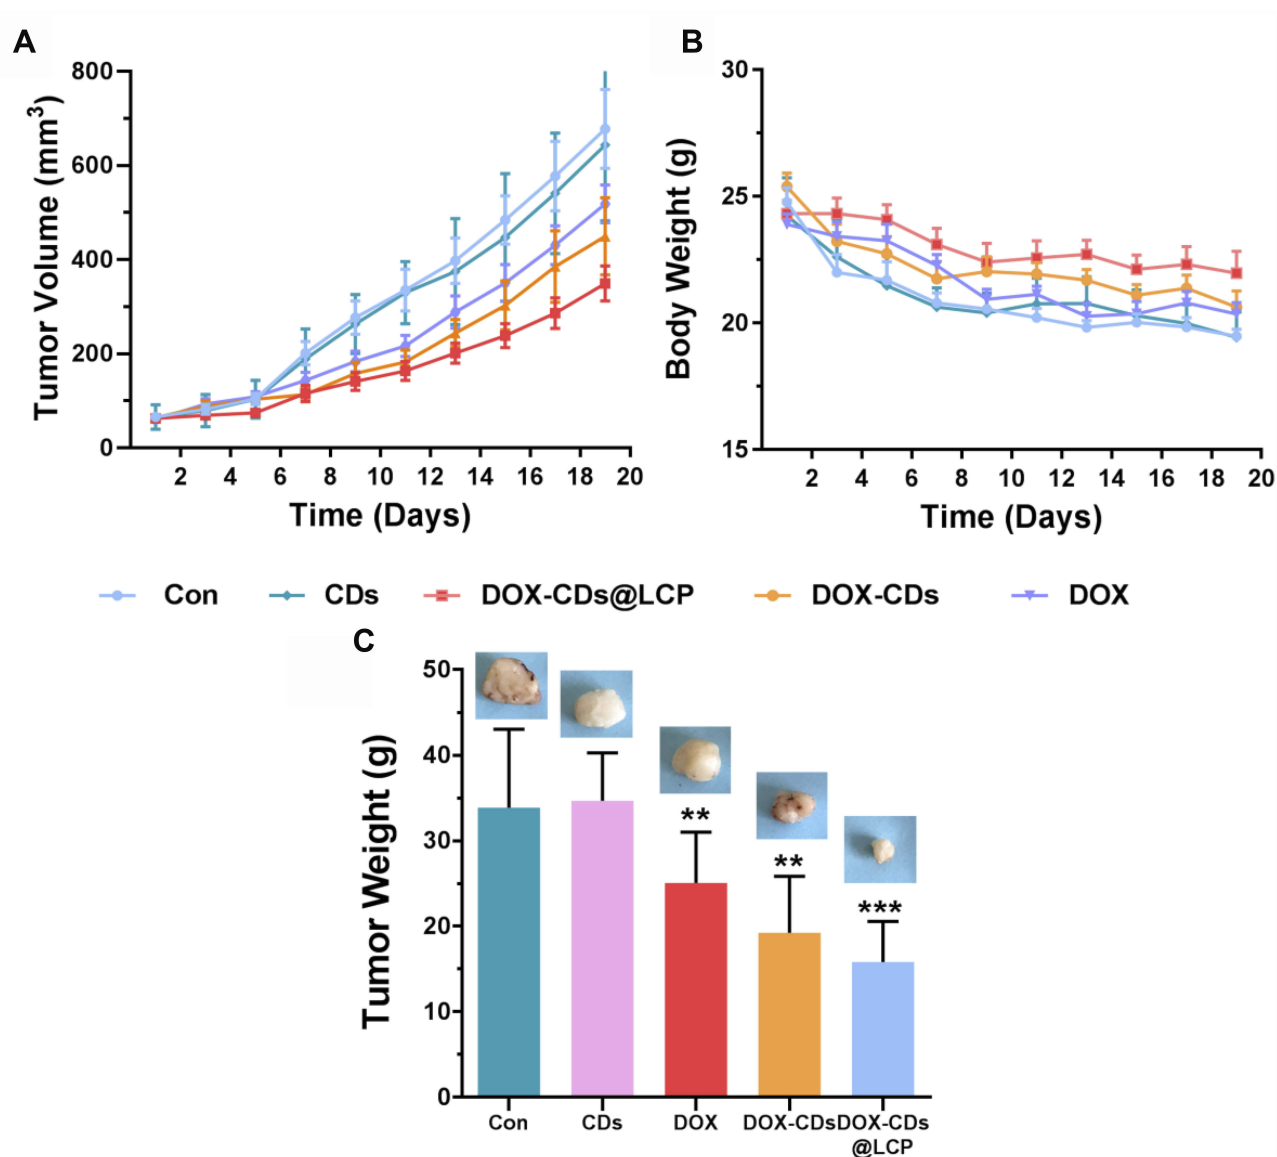 A
B
800
600
400
200
0
Tumor Volume (mm³)
2 4 6 8 10 12 14 16 18 20
Time (Days)
30
25
20
15
Body Weight (g)
2 4 6 8 10 12 14 16 18 20
Time (Days)
Con CDs DOX-CDs@LCP DOX-CDs DOX
C
50
40
30
20
10
0
Tumor Weight (g)
**
**
***
Con CDs DOX DOX-CDs DOX-CDs
@LCP